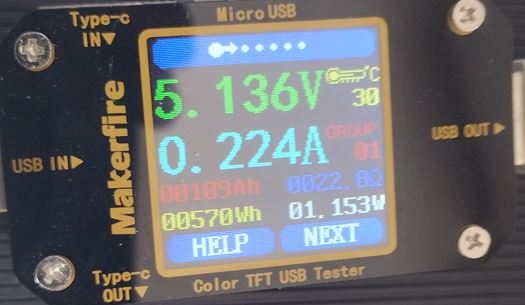 Type-c
IN▼
Micro USB
Makerfire
USB IN▶
USB OUT▶
5.136V
°C
30
0.224A
GROUP
01
00109Ah
0022.8Ω
00570Wh
01.153W
HELP
NEXT
Type-c
OUT▼
Color TFT USB Tester